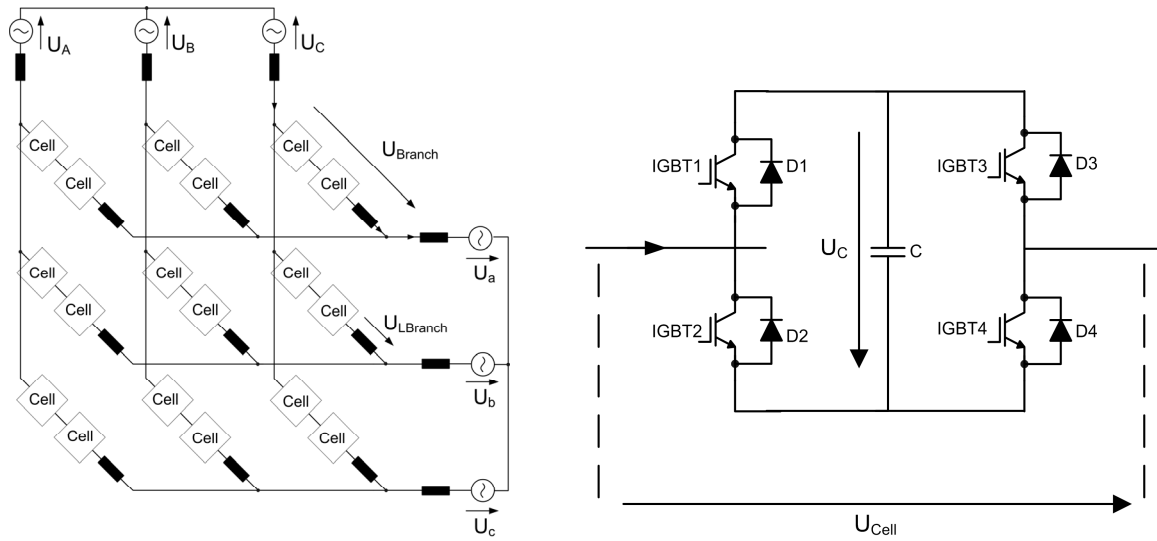 U_A U_B U_C
Cell Cell Cell
U_Branch
Cell Cell Cell
U_a
Cell Cell Cell
U_LBranch
Cell Cell Cell
U_b
Cell Cell Cell
Cell Cell Cell
U_c
IGBT1 D1 IGBT3 D3
U_C C
IGBT2 D2 IGBT4 D4
U_Cell